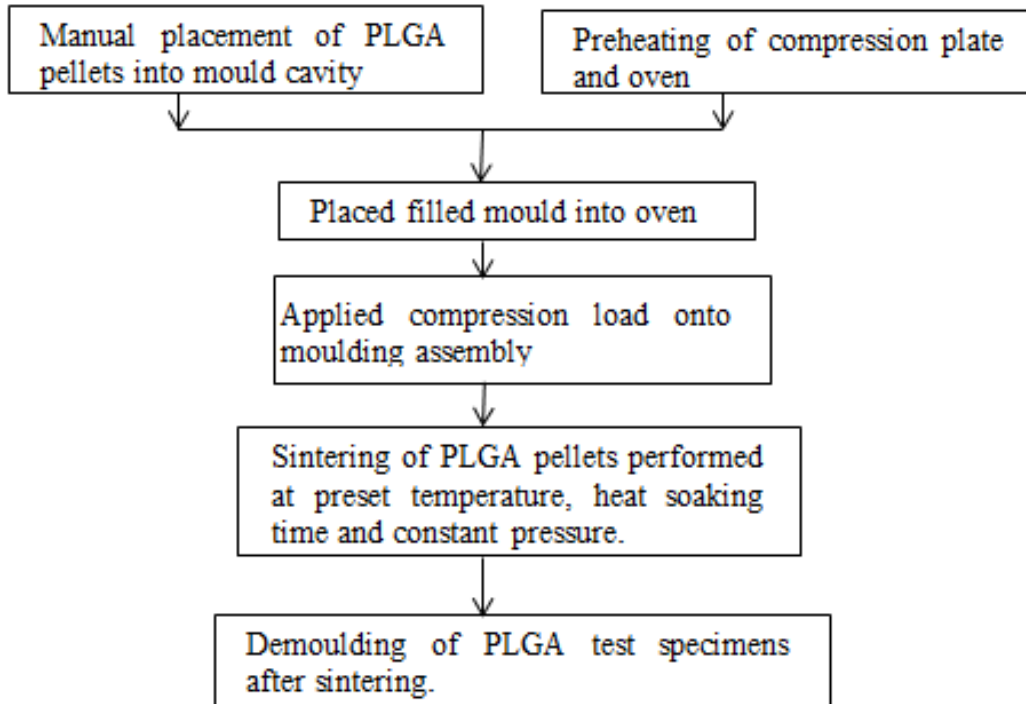 Manual placement of PLGA
pellets into mould cavity
Preheating of compression plate
and oven
Placed filled mould into oven
Applied compression load onto
moulding assembly
Sintering of PLGA pellets performed
at preset temperature, heat soaking
time and constant pressure.
Demoulding of PLGA test specimens
after sintering.